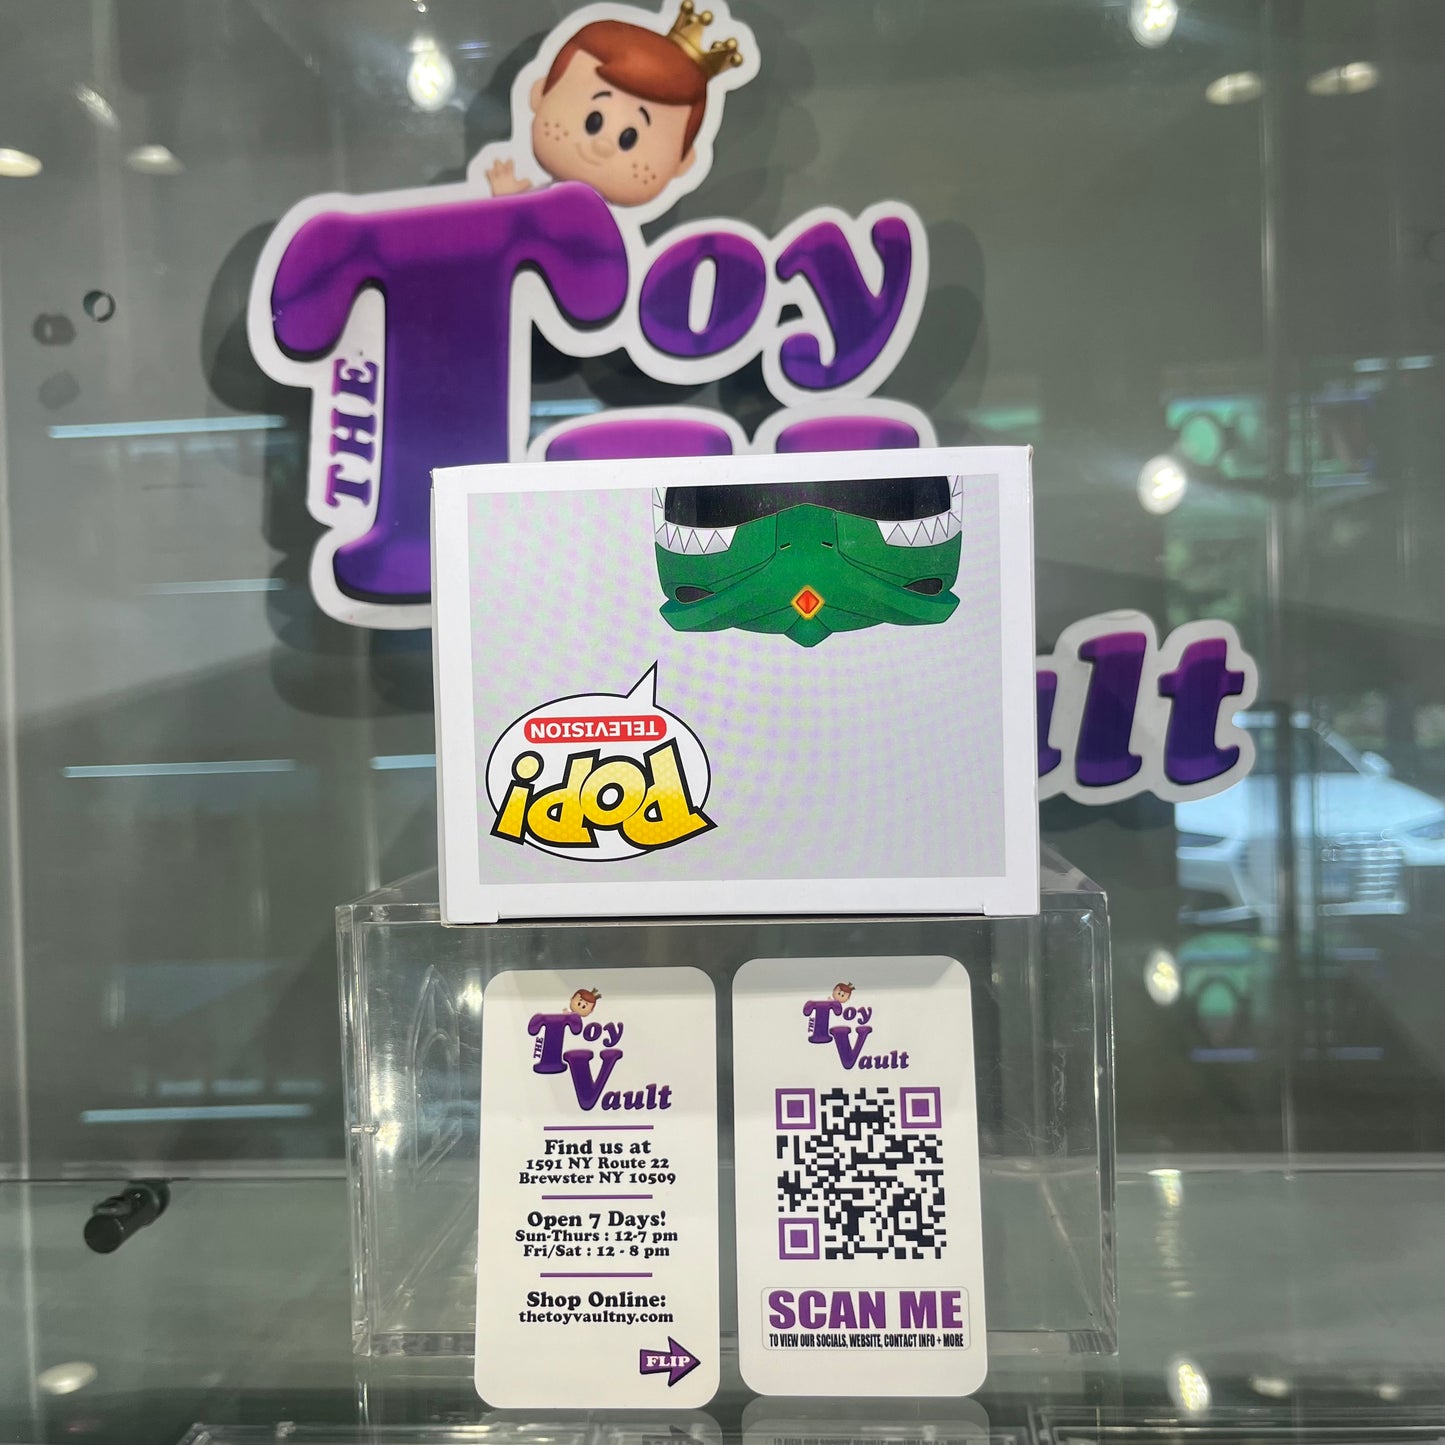 THE Toy
Vault
TELEVISION
POP!
THE Toy
Vault
Find us at
1591 NY Route 22
Brewster NY 10509
Open 7 Days!
Sun-Thurs : 12-7 pm
Fri/Sat : 12 - 8 pm
Shop Online:
thetoyvaultny.com
FLIP
THE Toy
Vault
SCAN ME
TO VIEW OUR SOCIALS, WEBSITE, CONTACT INFO + MORE